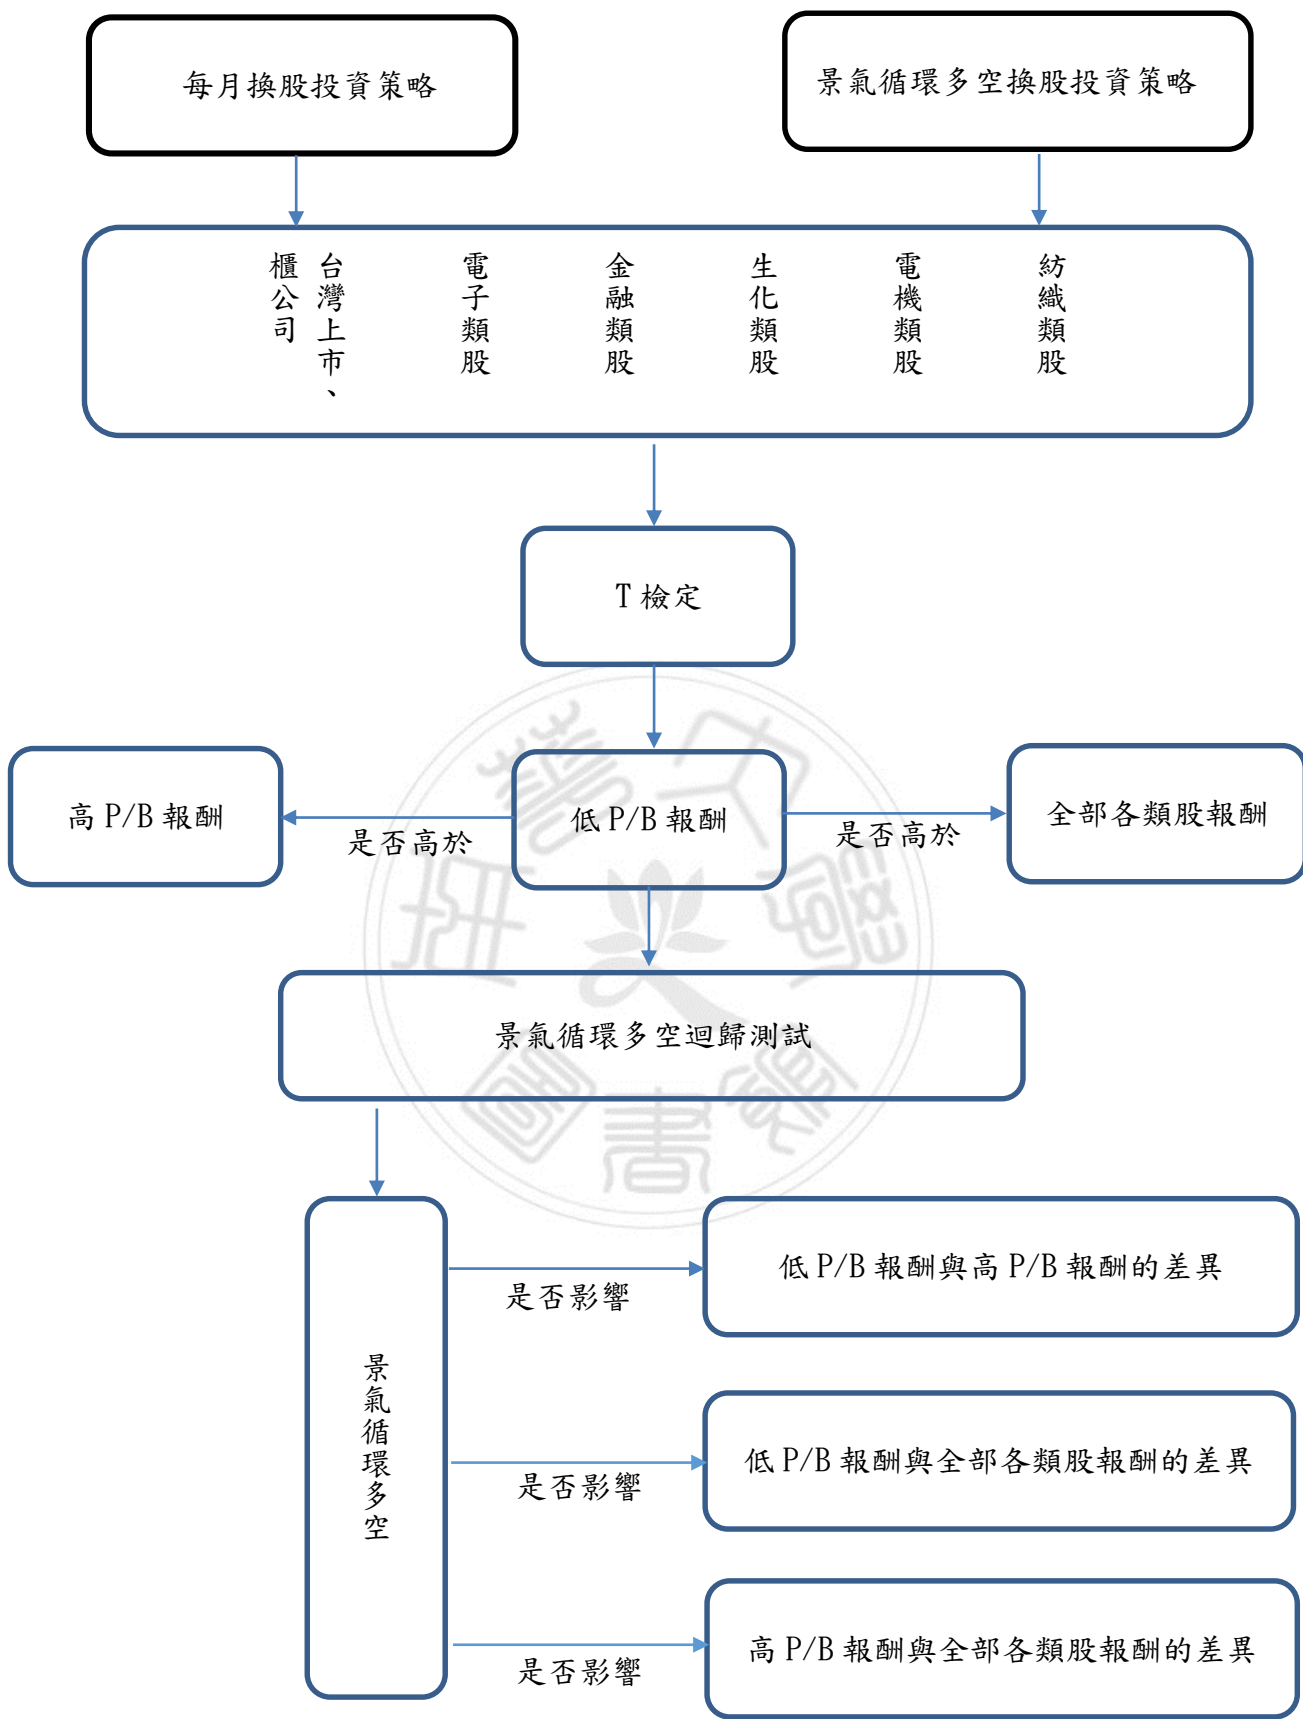 每月換股投資策略
景氣循環多空換股投資策略
台灣上市、
櫃公司
電子類股
金融類股
生化類股
電機類股
紡織類股
T 檢定
高 P/B 報酬
是否高於
低 P/B 報酬
是否高於
全部各類股報酬
景氣循環多空迴歸測試
景氣循環多空
是否影響
低 P/B 報酬與高 P/B 報酬的差異
是否影響
低 P/B 報酬與全部各類股報酬的差異
是否影響
高 P/B 報酬與全部各類股報酬的差異